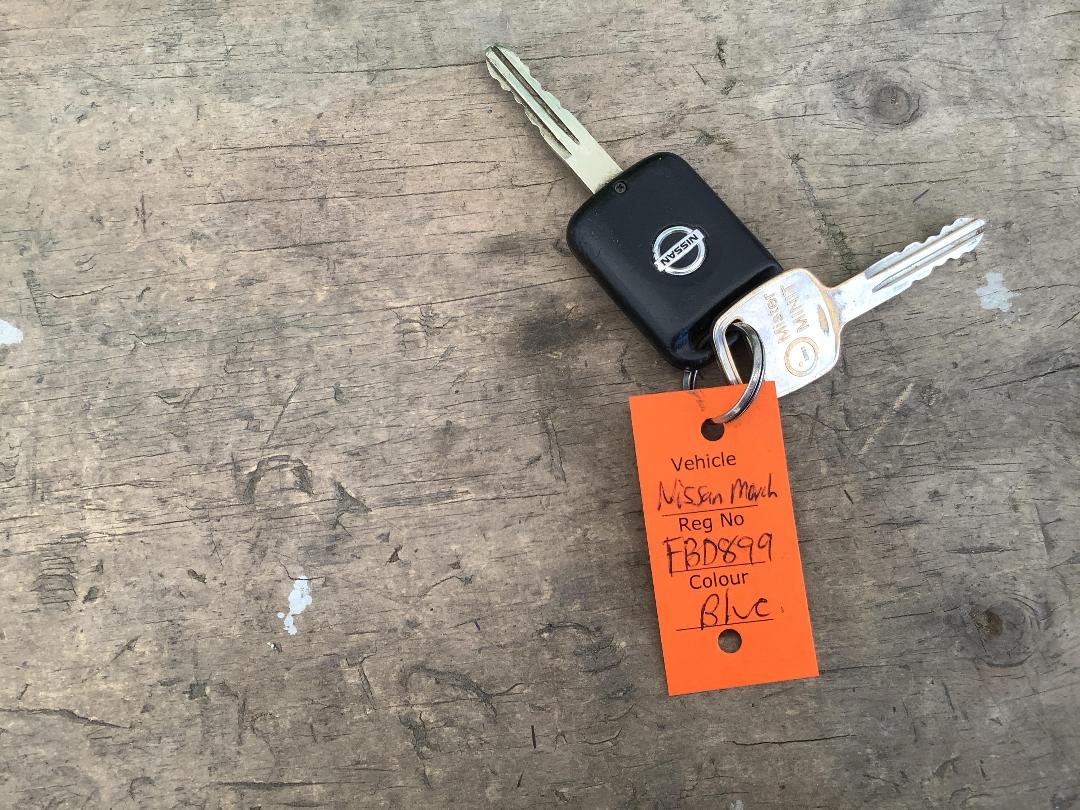 NISSAN
Mister
MINIT
Vehicle
Nissan March
Reg No
FBD899
Colour
Blue